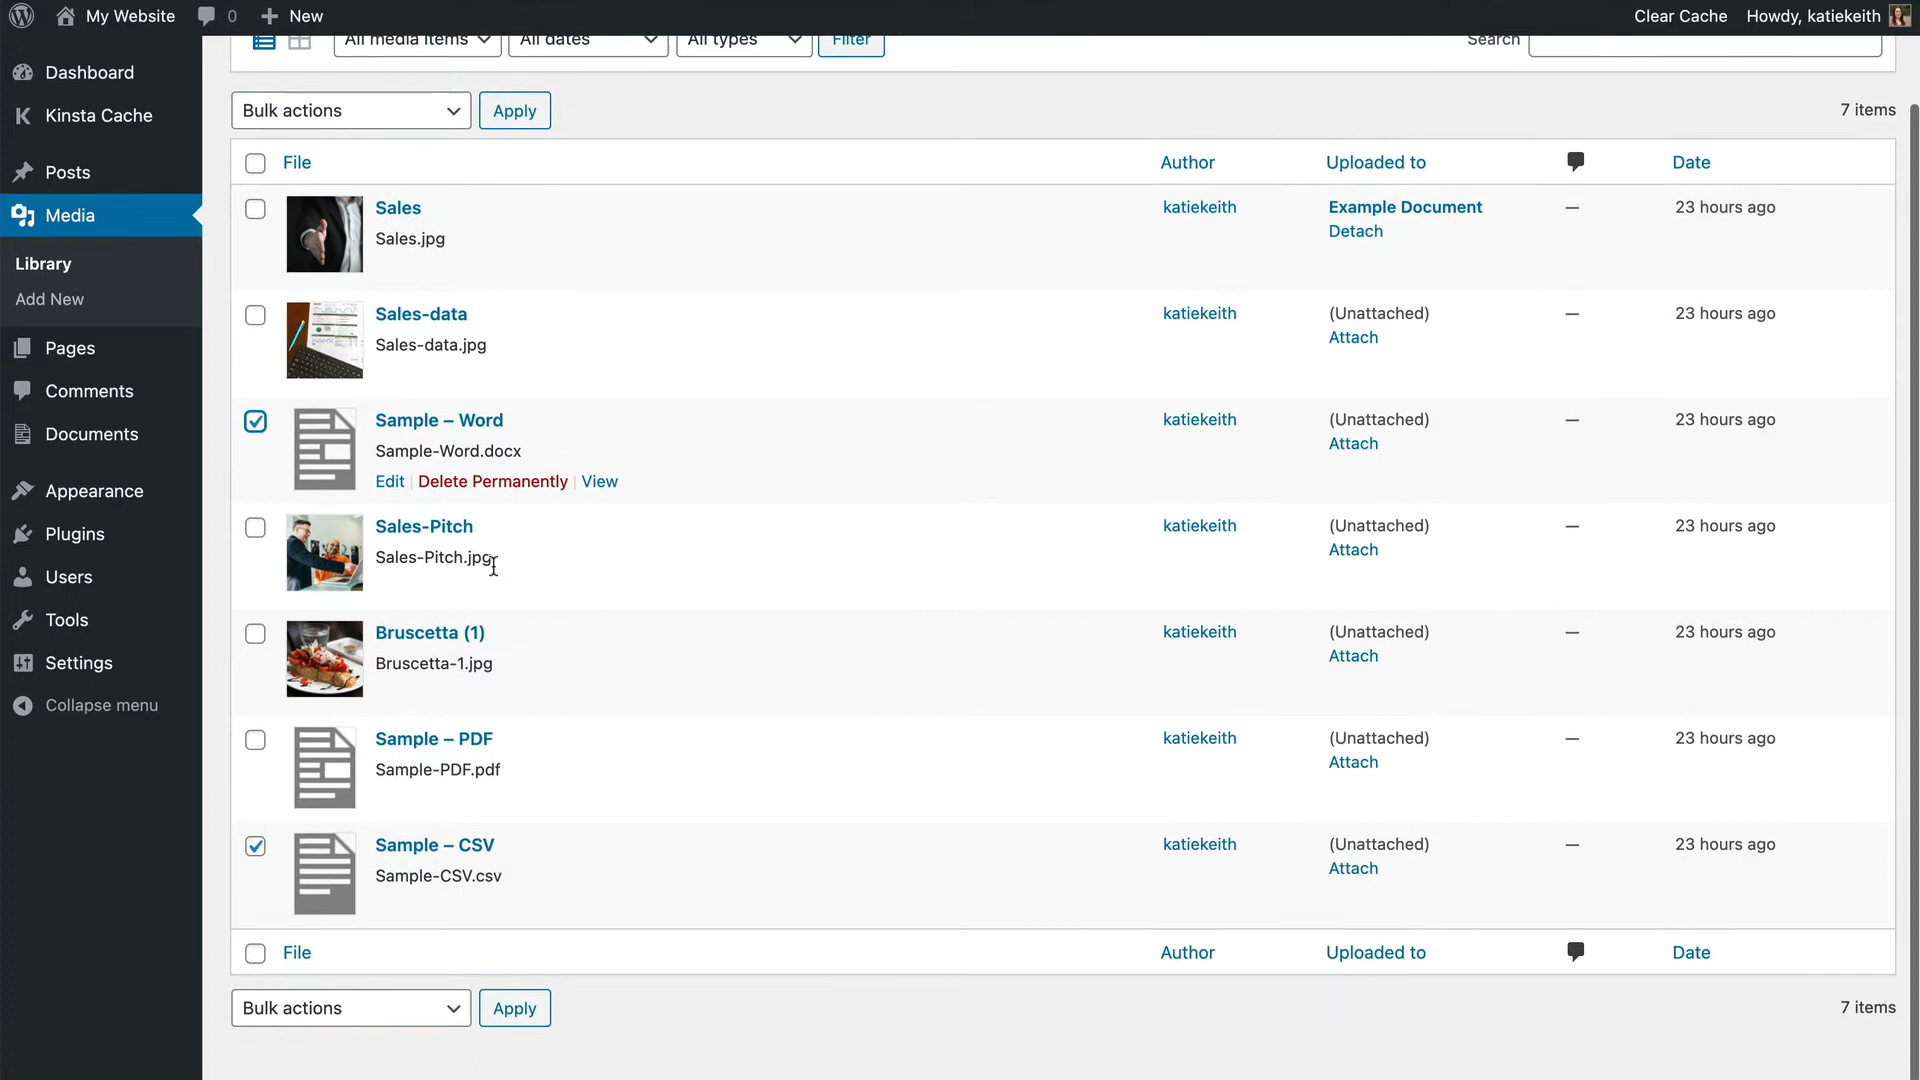 My Website 0 New Clear Cache Howdy, katiekeith
All media items All dates All types Filter Search
Dashboard
Kinsta Cache
Posts
Media
Library
Add New
Pages
Comments
Documents
Appearance
Plugins
Users
Tools
Settings
Collapse menu
Bulk actions Apply 7 items
File Author Uploaded to Date
Sales katiekeith Example Document — 23 hours ago
Sales.jpg Detach
Sales-data katiekeith (Unattached) — 23 hours ago
Sales-data.jpg Attach
Sample – Word katiekeith (Unattached) — 23 hours ago
Sample-Word.docx Attach
Edit | Delete Permanently | View
Sales-Pitch katiekeith (Unattached) — 23 hours ago
Sales-Pitch.jpg Attach
Bruscetta (1) katiekeith (Unattached) — 23 hours ago
Bruscetta-1.jpg Attach
Sample – PDF katiekeith (Unattached) — 23 hours ago
Sample-PDF.pdf Attach
Sample – CSV katiekeith (Unattached) — 23 hours ago
Sample-CSV.csv Attach
File Author Uploaded to Date
Bulk actions Apply 7 items